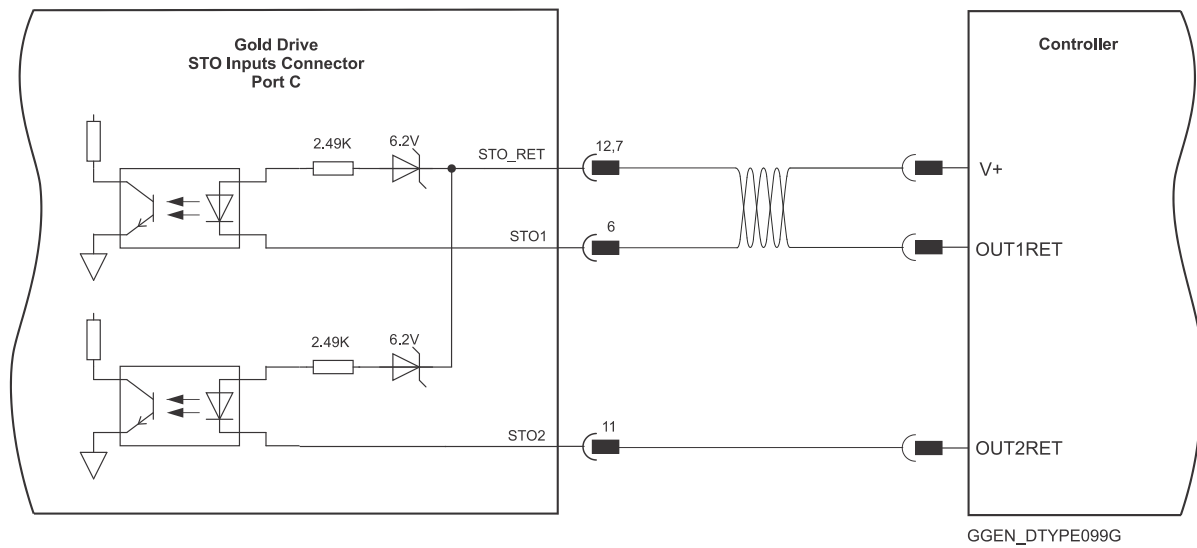 Gold Drive
STO Inputs Connector
Port C
Controller
2.49K
6.2V
STO_RET
12,7
V+
STO1
6
OUT1RET
2.49K
6.2V
STO2
11
OUT2RET
GGEN_DTYPE099G